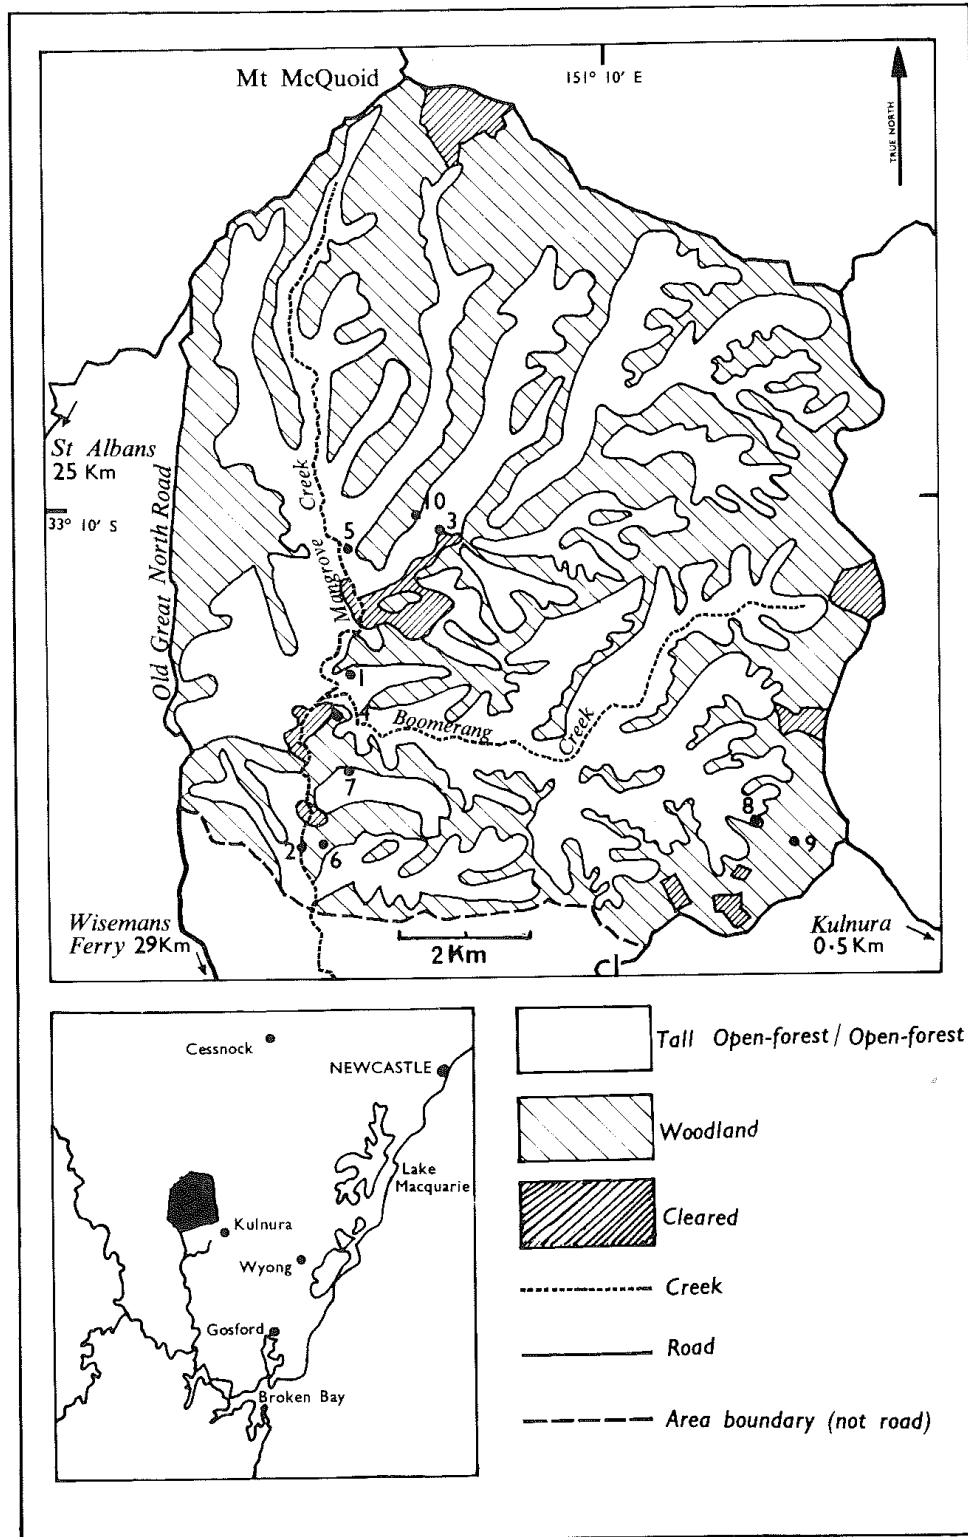 Mt McQuoid
151° 10' E
TRUE NORTH
St Albans
25 Km
33° 10' S
Old Great North Road
Creek
Mangrove
10
3
5
1
4
Boomerang
Creek
7
8
9
2
6
Wisemans
Ferry 29Km
2 Km
Kulnura
0·5 Km
Cessnock
NEWCASTLE
Lake
Macquarie
Kulnura
Wyong
Gosford
Broken Bay
Tall Open-forest / Open-forest
Woodland
Cleared
Creek
Road
Area boundary (not road)